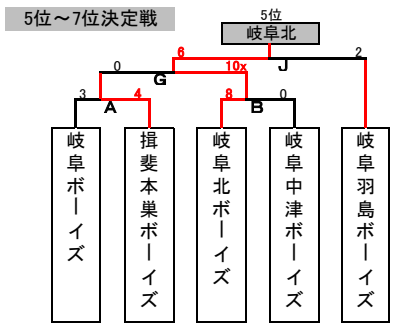 5位～7位決定戦
5位
岐阜北
6
2
J
0
10x
G
3
4
8
0
A
B
岐阜ボーイズ
揖斐本巣ボーイズ
岐阜北ボーイズ
岐阜中津ボーイズ
岐阜羽島ボーイズ